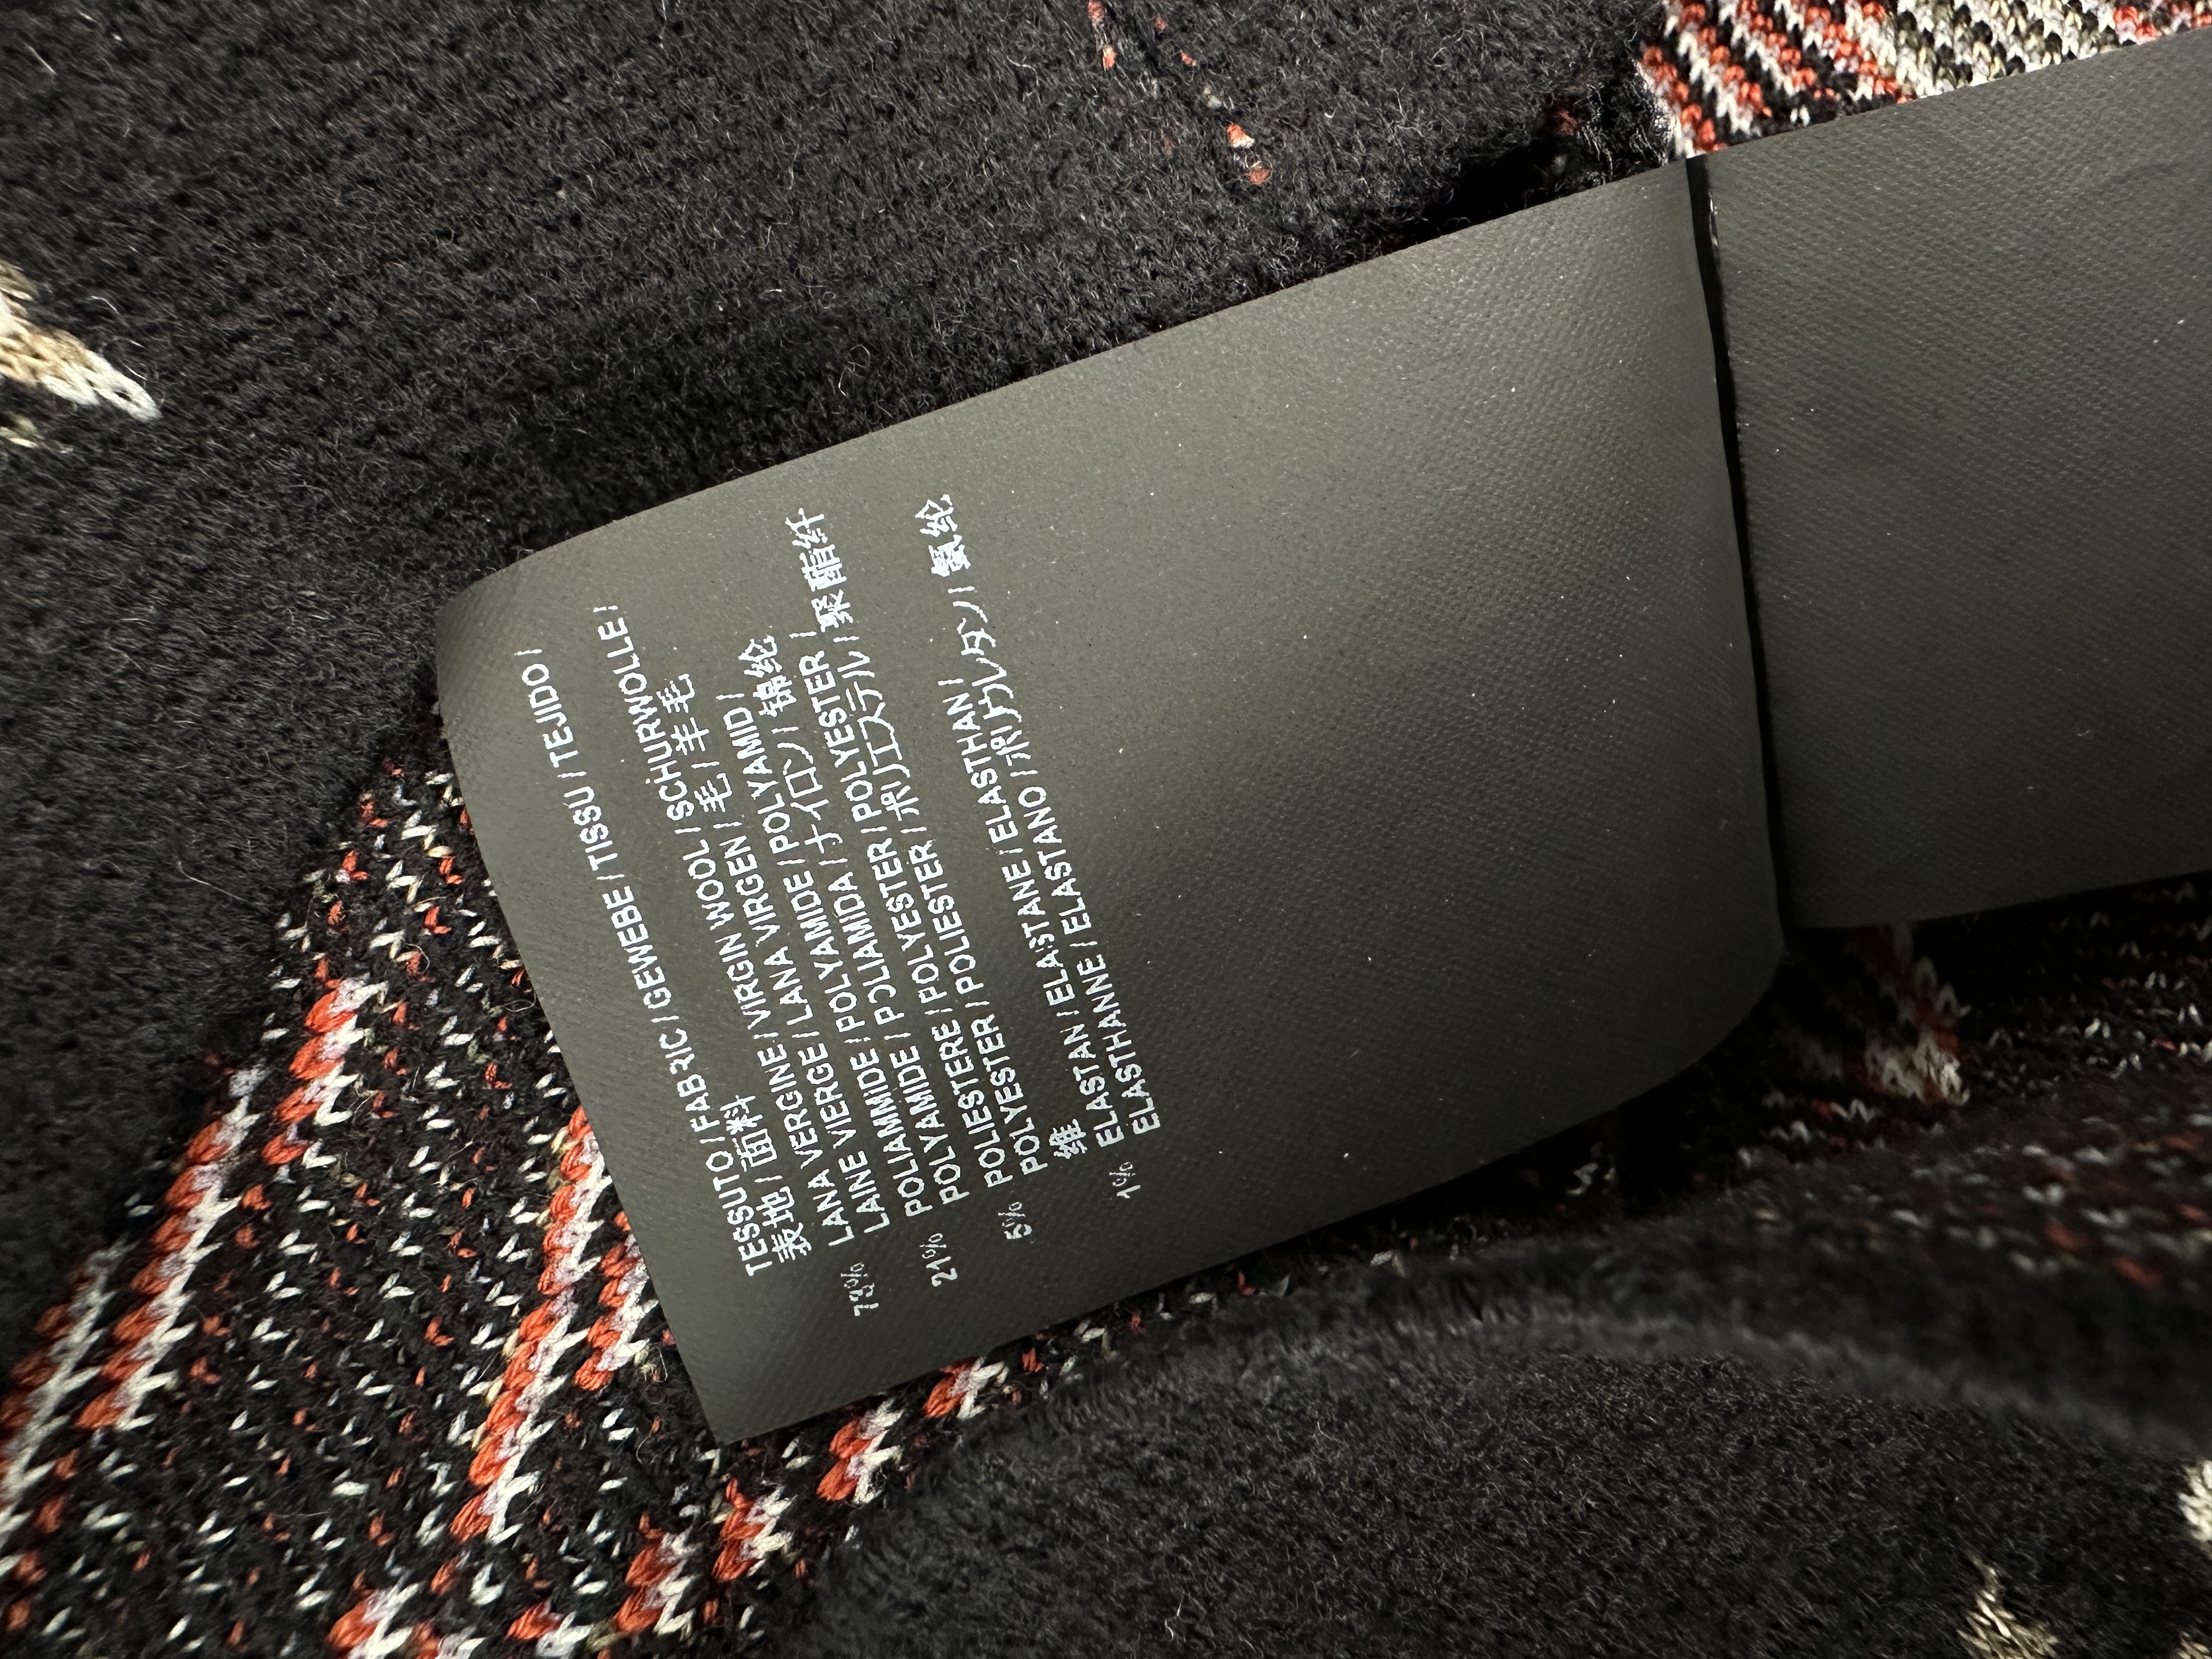 TESSUTO / FABRIC / GEWEBE / TISSU / TEJIDO /
表地 / 面料
73% LANA VERGINE / VIRGIN WOOL / SCHURWOLLE /
LANA VERGE / LANA VIRGEN / 毛 / 羊毛
LAINE VIERGE / POLYAMIDE / POLYAMID /
21% POLIAMMIDE / POLYAMIDA / ナイロン / 锦纶
POLYAMIDE / POLIAMIDA / POLYESTER /
5% POLIESTERE / POLYESTER / ポリエステル / 聚酯纤
POLYESTER / POLIESTER
维
1% ELASTAN / ELASTANE / ELASTHAN /
ELASTHANNE / ELASTANO / ポリウレタン / 氨纶